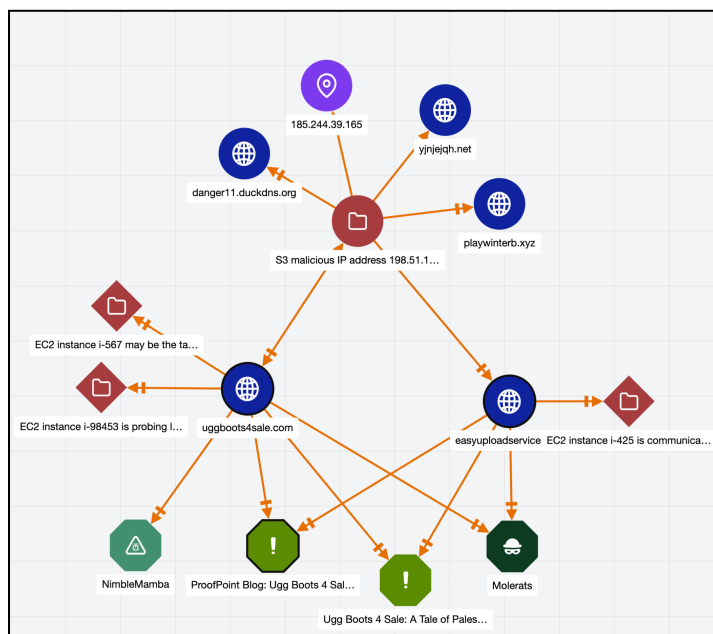 185.244.39.165
yjnjejqh.net
danger11.duckdns.org
playwinterb.xyz
S3 malicious IP address 198.51.1...
EC2 instance i-567 may be the ta...
EC2 instance i-98453 is probing l...
uggboots4sale.com
easyuploadservice
EC2 instance i-425 is communica...
NimbleMamba
ProofPoint Blog: Ugg Boots 4 Sal...
Molerats
Ugg Boots 4 Sale: A Tale of Pales...